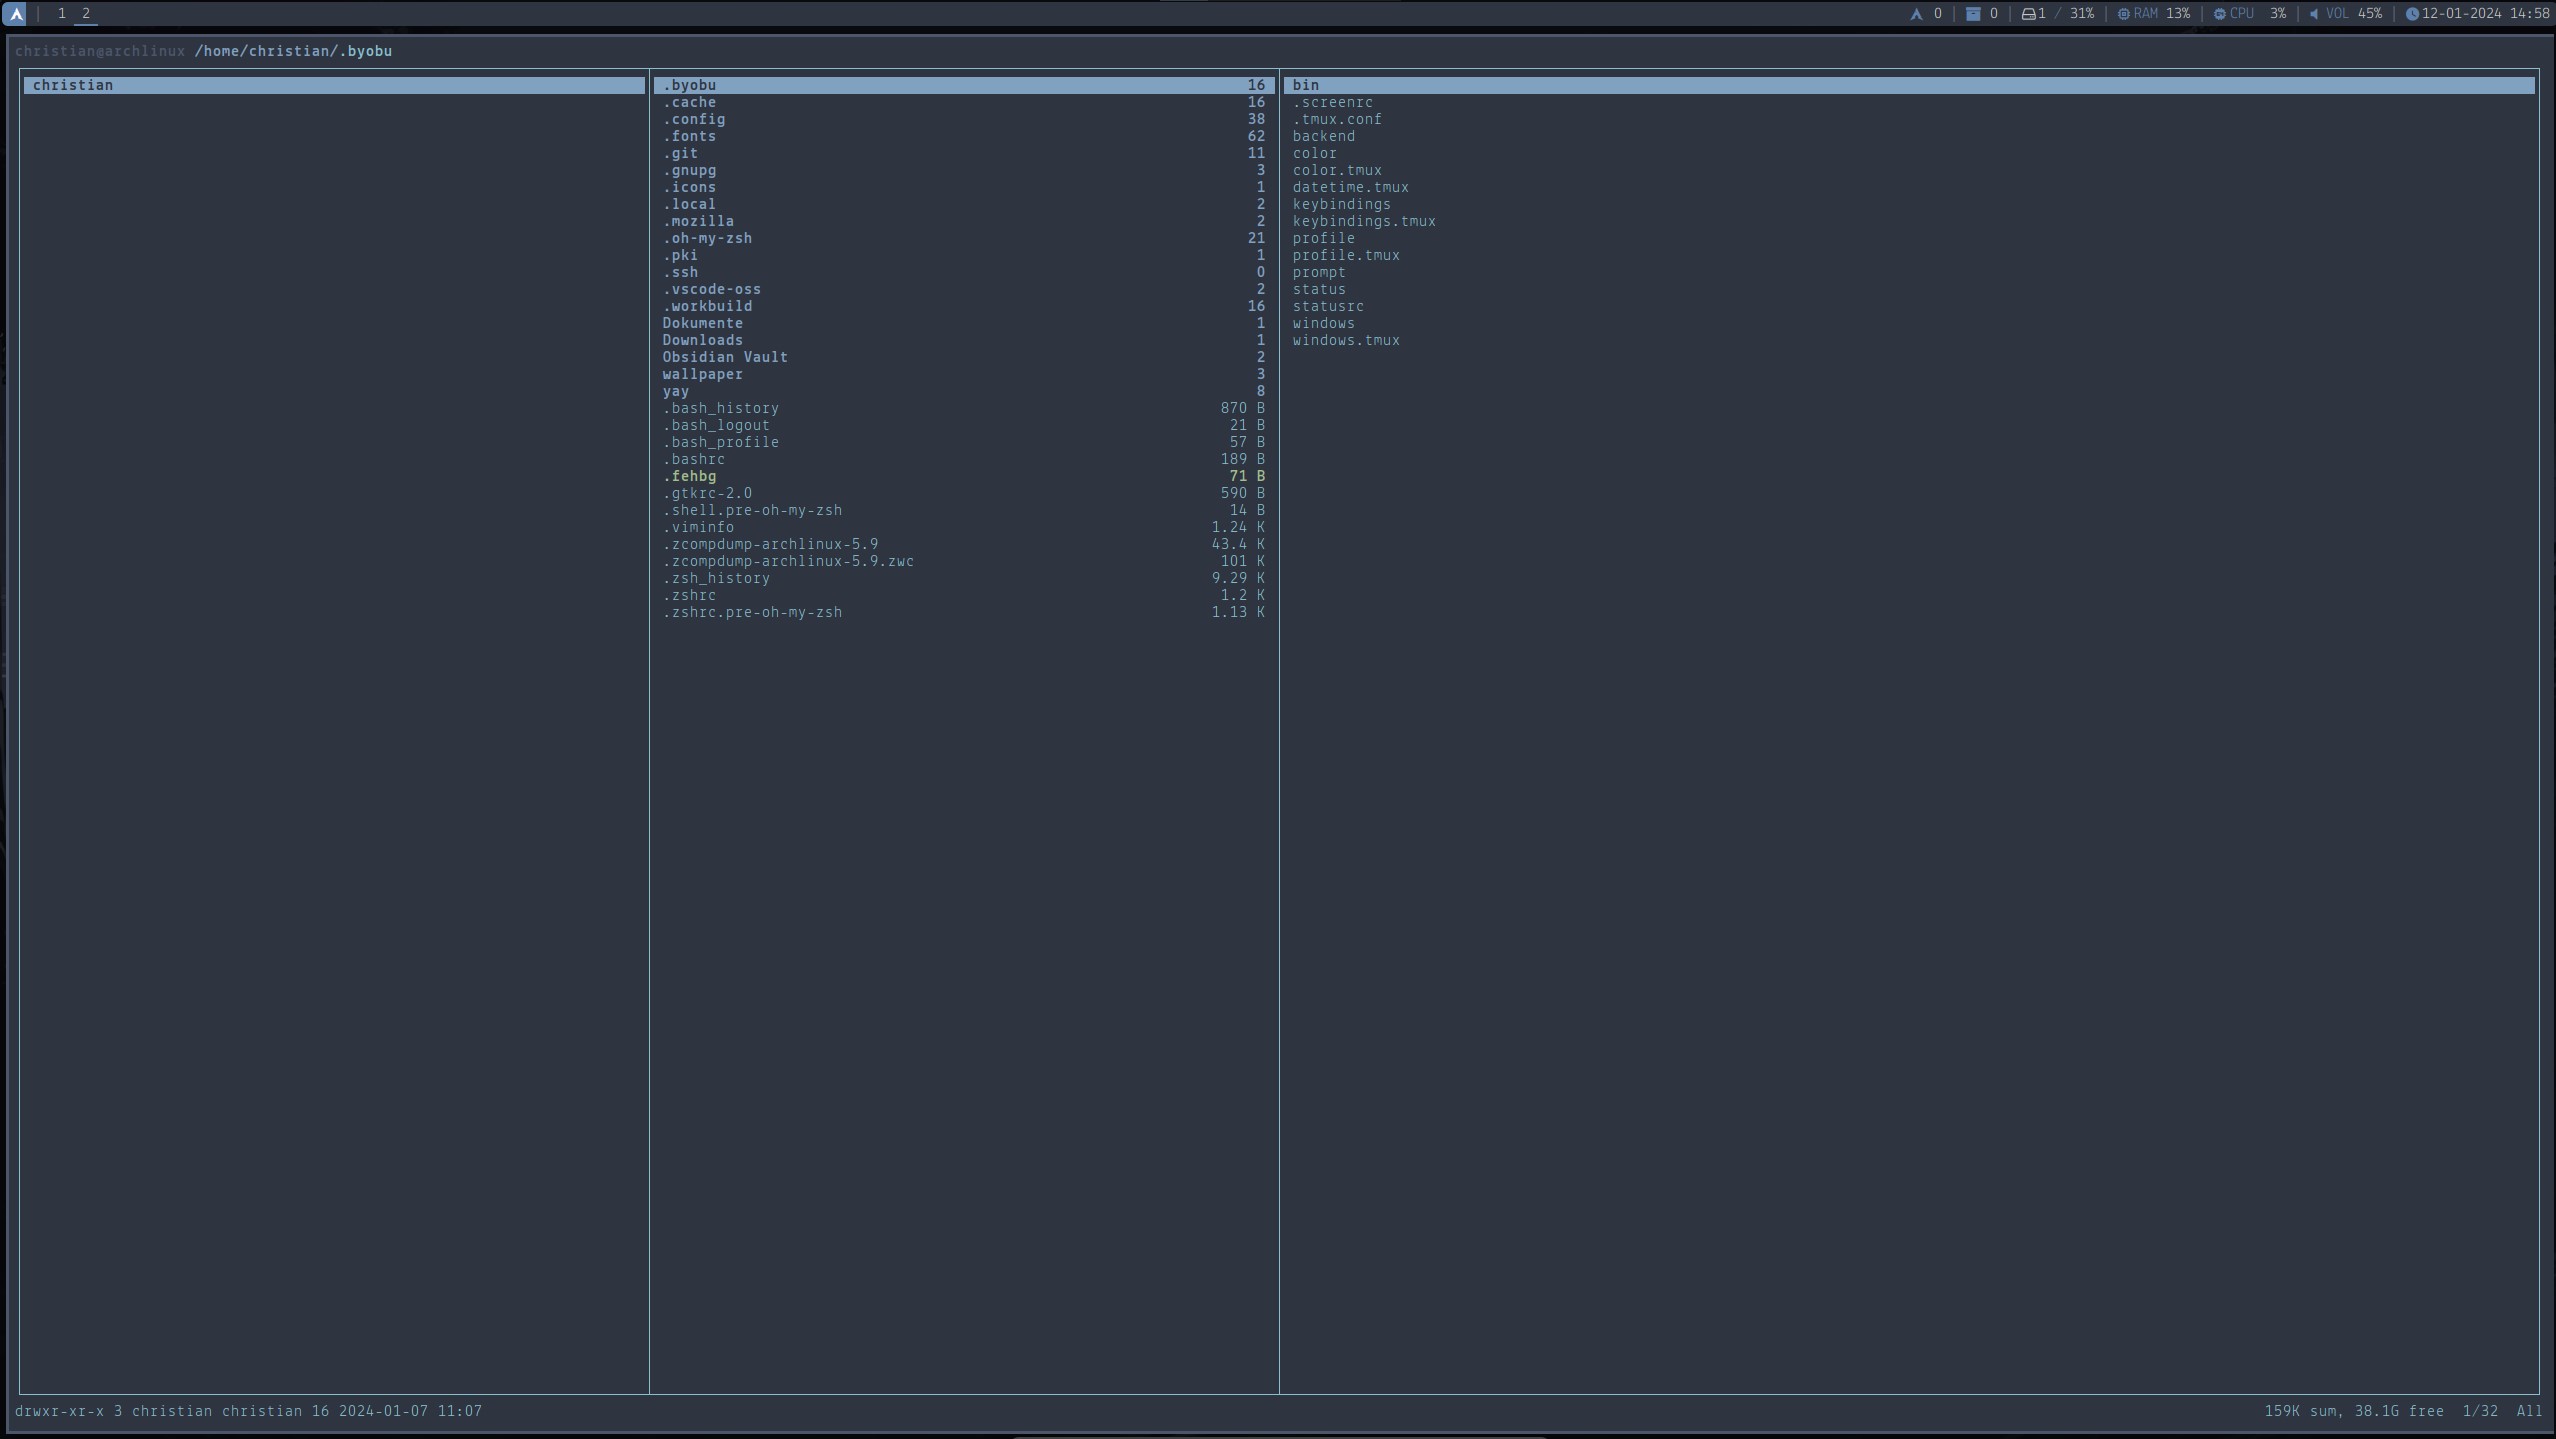 1 2 0 0 1 / 31% RAM 13% CPU 3% VOL 45% 12-01-2024 14:58
christian@archlinux /home/christian/.byobu
christian
.byobu 16
.cache 16
.config 38
.fonts 62
.git 11
.gnupg 3
.icons 1
.local 2
.mozilla 2
.oh-my-zsh 21
.pki 1
.ssh 0
.vscode-oss 2
.workbuild 16
Dokumente 1
Downloads 1
Obsidian Vault 2
wallpaper 3
yay 8
.bash_history 870 B
.bash_logout 21 B
.bash_profile 57 B
.bashrc 189 B
.fehbg 71 B
.gtkrc-2.0 590 B
.shell.pre-oh-my-zsh 14 B
.viminfo 1.24 K
.zcompdump-archlinux-5.9 43.4 K
.zcompdump-archlinux-5.9.zwc 101 K
.zsh_history 9.29 K
.zshrc 1.2 K
.zshrc.pre-oh-my-zsh 1.13 K
bin
.screenrc
.tmux.conf
backend
color
color.tmux
datetime.tmux
keybindings
keybindings.tmux
profile
profile.tmux
prompt
status
statusrc
windows
windows.tmux
drwxr-xr-x 3 christian christian 16 2024-01-07 11:07 159K sum, 38.1G free 1/32 All